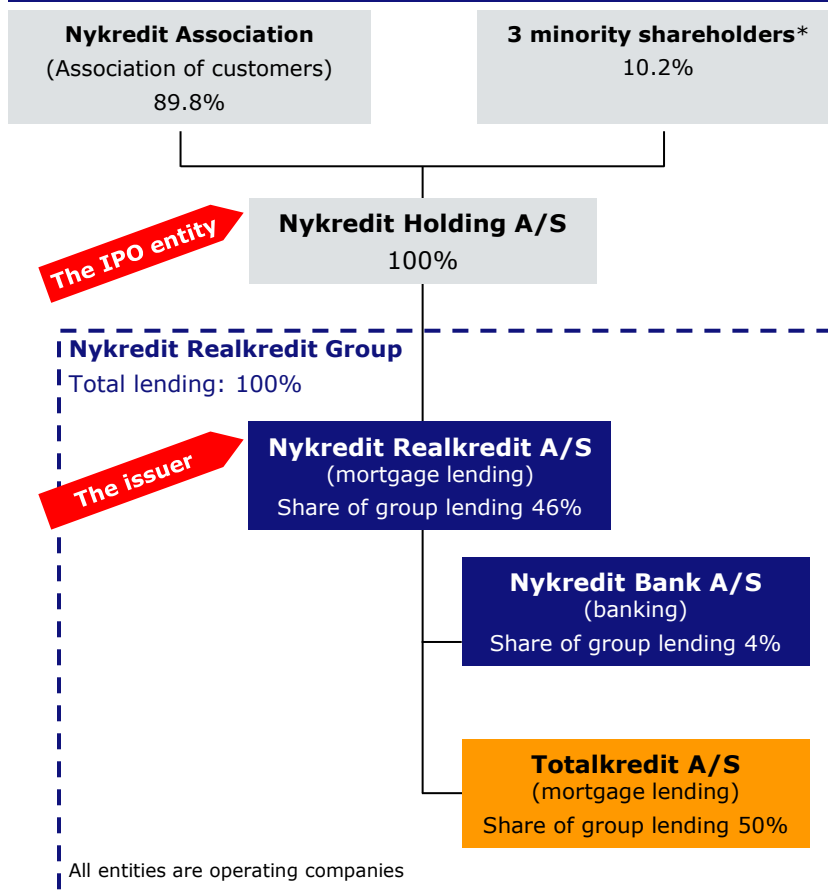 Nykredit Association
(Association of customers)
89.8%
3 minority shareholders*
10.2%
The IPO entity
Nykredit Holding A/S
100%
Nykredit Realkredit Group
Total lending: 100%
The issuer
Nykredit Realkredit A/S
(mortgage lending)
Share of group lending 46%
Nykredit Bank A/S
(banking)
Share of group lending 4%
Totalkredit A/S
(mortgage lending)
Share of group lending 50%
All entities are operating companies